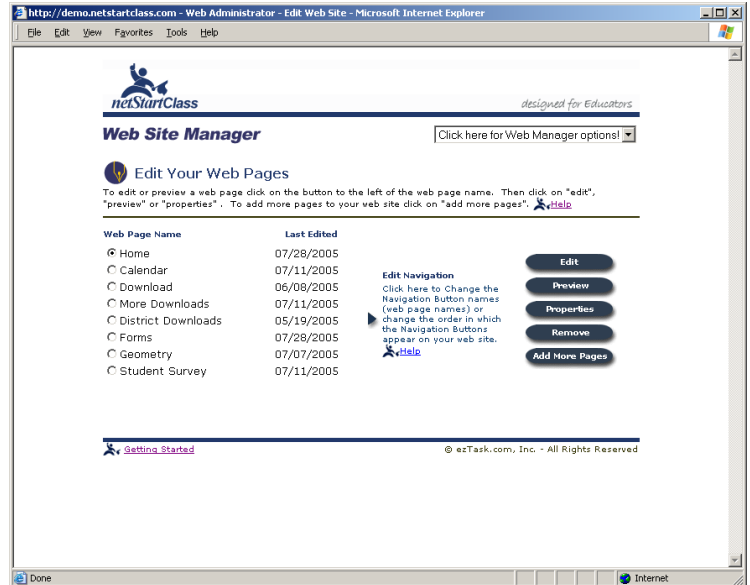 http://demo.netstartclass.com - Web Administrator - Edit Web Site - Microsoft Internet Explorer
File Edit View Favorites Tools Help
netStartClass
designed for Educators
Web Site Manager
Click here for Web Manager options!
Edit Your Web Pages
To edit or preview a web page click on the button to the left of the web page name. Then click on "edit",
"preview" or "properties" . To add more pages to your web site click on "add more pages". Help
Web Page Name Last Edited
Home 07/28/2005
Calendar 07/11/2005
Download 06/08/2005
More Downloads 07/11/2005
District Downloads 05/19/2005
Forms 07/28/2005
Geometry 07/07/2005
Student Survey 07/11/2005
Edit Navigation
Click here to Change the
Navigation Button names
(web page names) or
change the order in which
the Navigation Buttons
appear on your web site.
Help
Edit
Preview
Properties
Remove
Add More Pages
Getting Started
© ezTask.com, Inc. - All Rights Reserved
Done
Internet